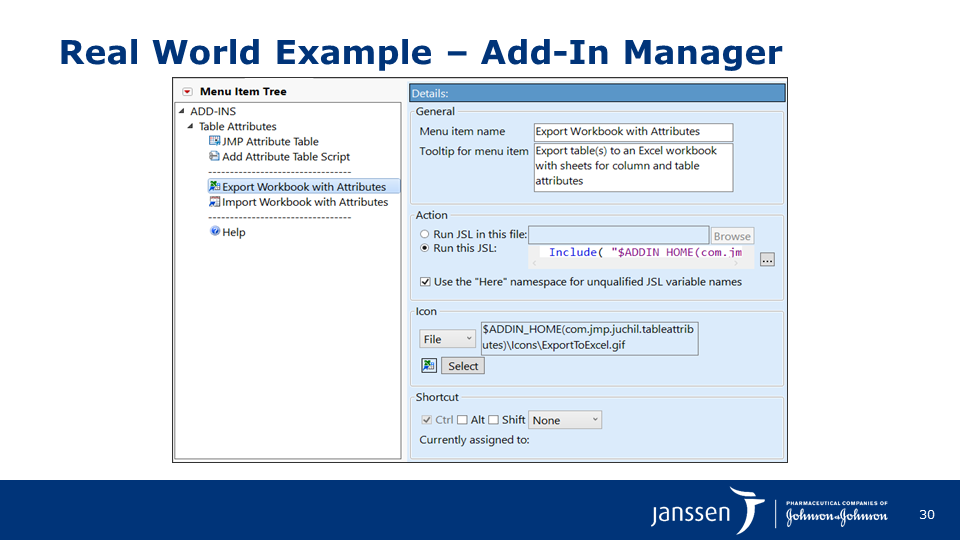 Real World Example – Add-In Manager
Menu Item Tree
ADD-INS
Table Attributes
JMP Attribute Table
Add Attribute Table Script
---------------------------------
Export Workbook with Attributes
Import Workbook with Attributes
---------------------------------
Help
Details:
General
Menu item name
Export Workbook with Attributes
Tooltip for menu item
Export table(s) to an Excel workbook
with sheets for column and table
attributes
Action
Run JSL in this file:
Browse
Run this JSL:
Include( "$ADDIN_HOME(com.jm
...
Use the "Here" namespace for unqualified JSL variable names
Icon
File
$ADDIN_HOME(com.jmp.juchil.tableattrib
utes)\Icons\ExportToExcel.gif
Select
Shortcut
Ctrl Alt Shift None
Currently assigned to:
janssen
PHARMACEUTICAL COMPANIES OF
Johnson & Johnson
30